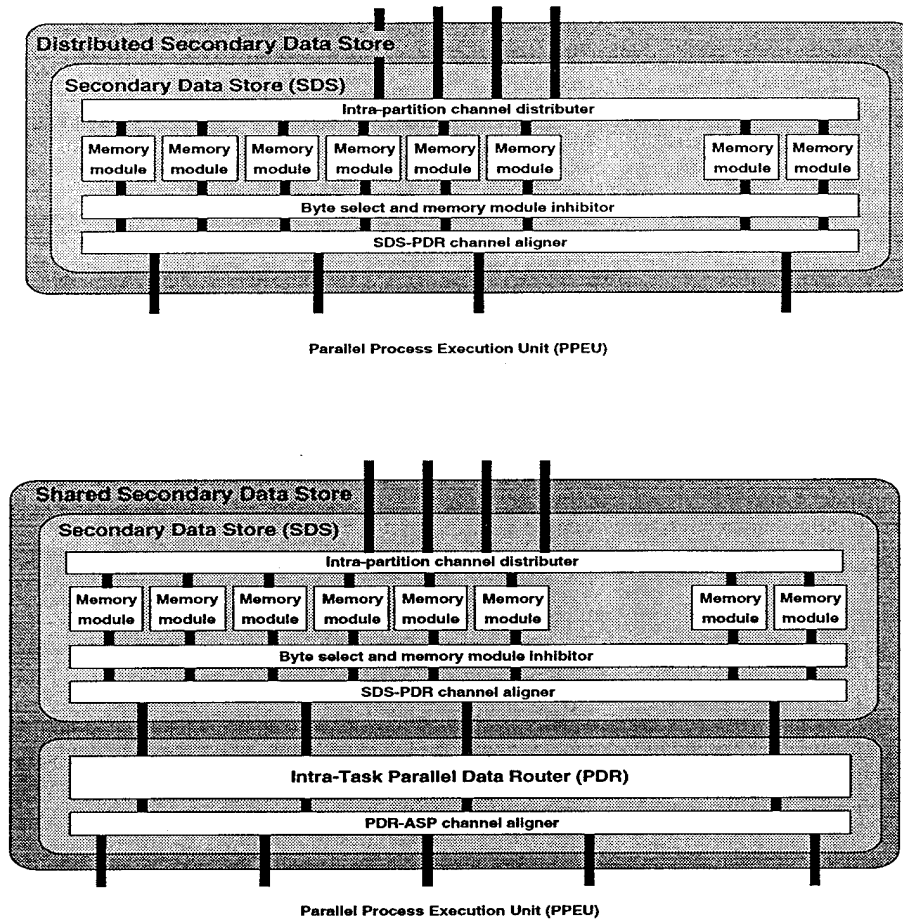 Distributed Secondary Data Store
Secondary Data Store (SDS)
Intra-partition channel distributer
Memory module
Memory module
Memory module
Memory module
Memory module
Memory module
Memory module
Memory module
Byte select and memory module inhibitor
SDS-PDR channel aligner
Parallel Process Execution Unit (PPEU)
Shared Secondary Data Store
Secondary Data Store (SDS)
Intra-partition channel distributer
Memory module
Memory module
Memory module
Memory module
Memory module
Memory module
Memory module
Memory module
Byte select and memory module inhibitor
SDS-PDR channel aligner
Intra-Task Parallel Data Router (PDR)
PDR-ASP channel aligner
Parallel Process Execution Unit (PPEU)